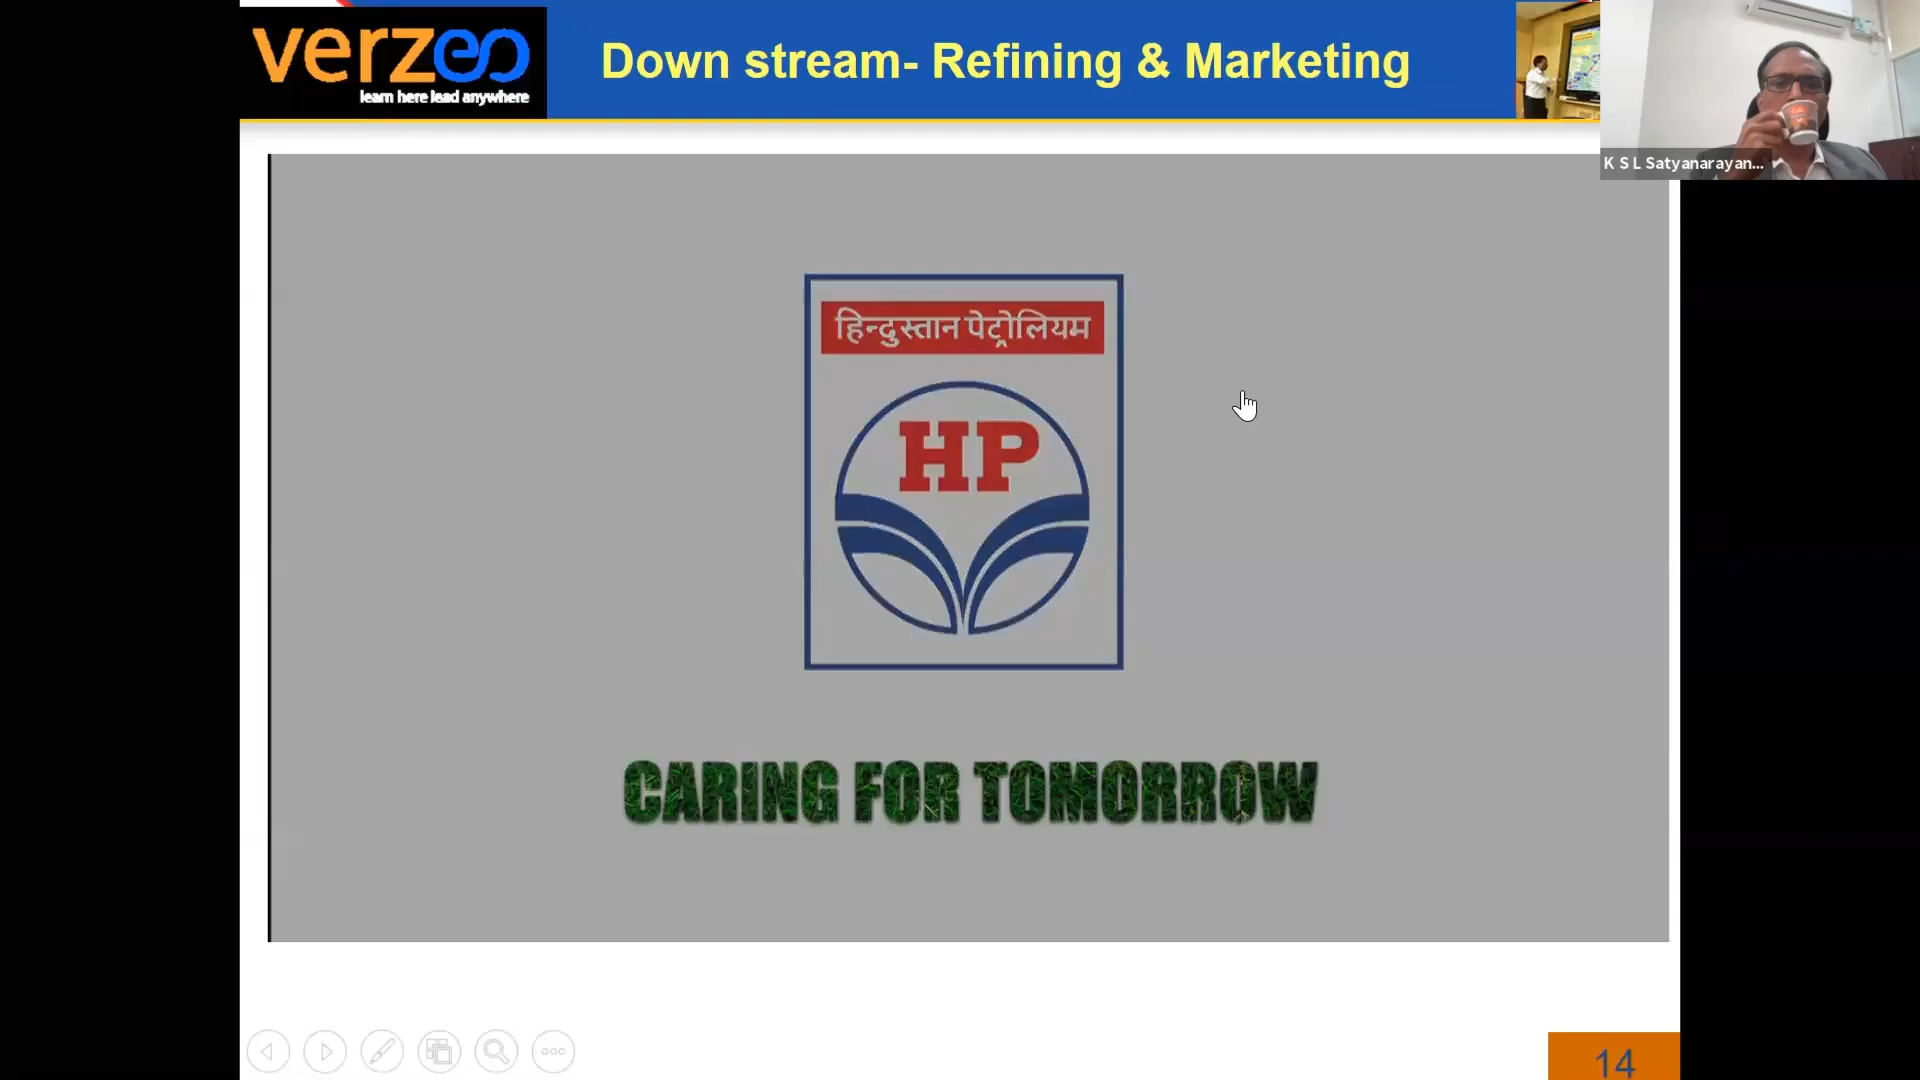 verzeo
learn here lead anywhere
Down stream- Refining & Marketing
K S L Satyanarayan...
हिन्दुस्तान पेट्रोलियम
HP
CARING FOR TOMORROW
14